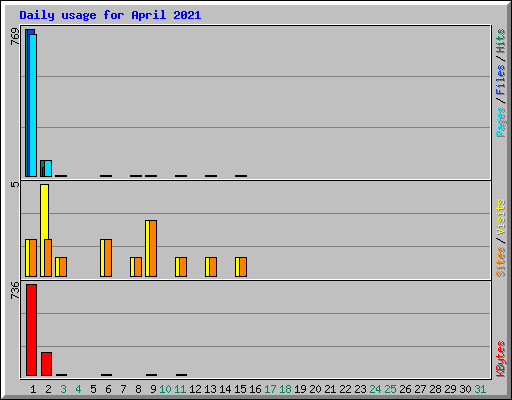 Daily usage for April 2021
769
5
736
Pages / Files / Hits
Sites / Visits
KBytes
1 2 3 4 5 6 7 8 9 10 11 12 13 14 15 16 17 18 19 20 21 22 23 24 25 26 27 28 29 30 31